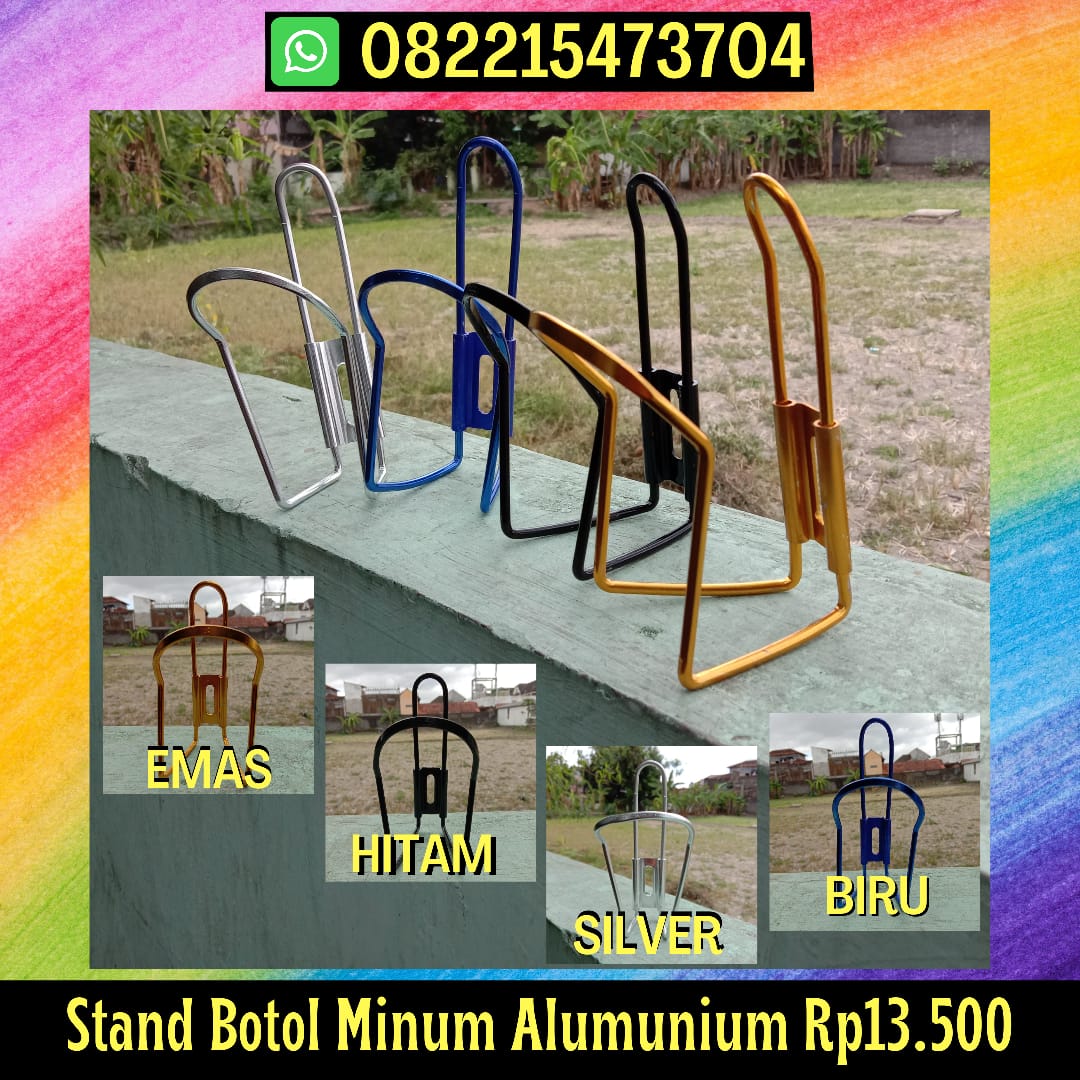 082215473704
EMAS
HITAM
SILVER
BIRU
Stand Botol Minum Alumunium Rp13.500